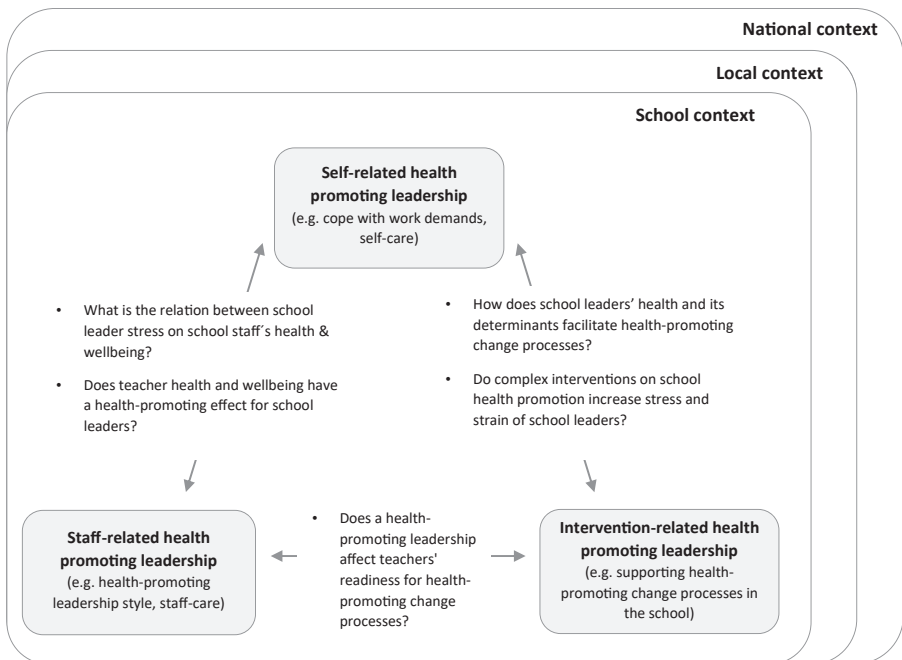 National context
Local context
School context
Self-related health
promoting leadership
(e.g. cope with work demands,
self-care)
• What is the relation between school
leader stress on school staff´s health &
wellbeing?
• Does teacher health and wellbeing have
a health-promoting effect for school
leaders?
• How does school leaders’ health and its
determinants facilitate health-promoting
change processes?
• Do complex interventions on school
health promotion increase stress and
strain of school leaders?
Staff-related health
promoting leadership
(e.g. health-promoting
leadership style, staff-care)
• Does a health-
promoting leadership
affect teachers'
readiness for health-
promoting change
processes?
Intervention-related health
promoting leadership
(e.g. supporting health-
promoting change processes in
the school)